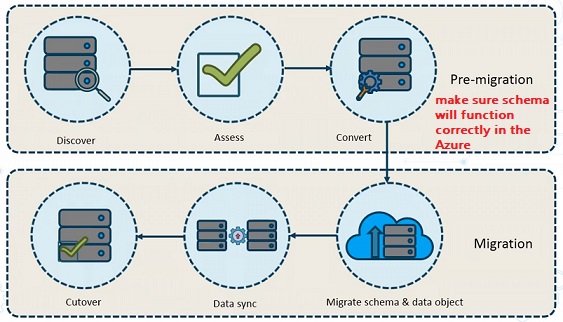 Pre-migration
make sure schema
will function
correctly in the
Azure
Discover
Assess
Convert
Migration
Cutover
Data sync
Migrate schema & data object